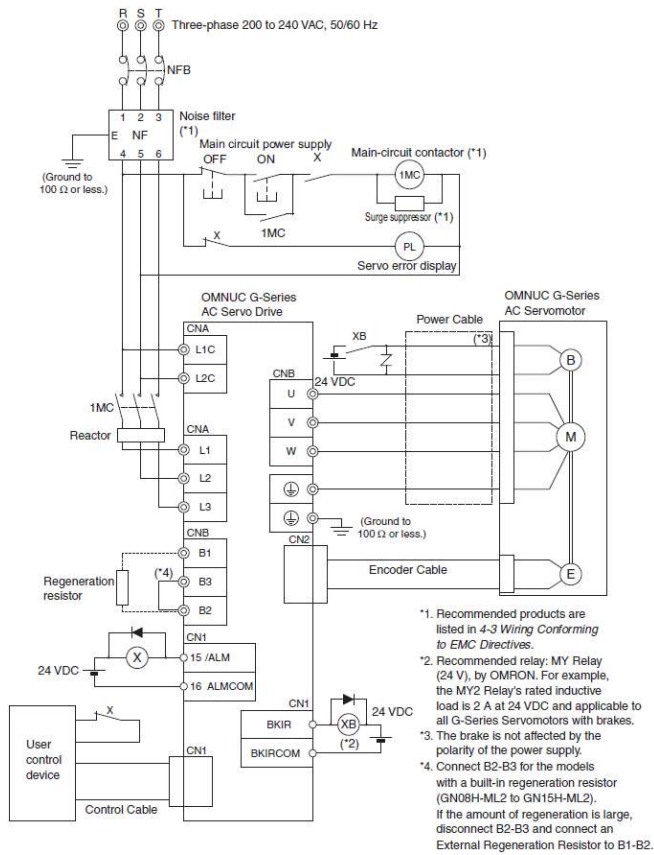 R S T
Three-phase 200 to 240 VAC, 50/60 Hz
NFB
1 2 3
Noise filter
(*1)
E NF
4 5 6
(Ground to
100 Ω or less.)
Main circuit power supply
OFF ON X
Main-circuit contactor (*1)
1MC
Surge suppressor (*1)
1MC
X
PL
Servo error display
OMNUC G-Series
AC Servo Drive
OMNUC G-Series
AC Servomotor
CNA
L1C
L2C
1MC
Reactor
CNA
L1
L2
L3
CNB
B1
B3
B2
(*4)
Regeneration
resistor
CN1
X
24 VDC
15 /ALM
16 ALMCOM
X
User
control
device
CN1
Control Cable
Power Cable
XB
(*3)
24 VDC
CNB
U
V
W
B
M
(Ground to
100 Ω or less.)
CN2
Encoder Cable
E
CN1
BKIR
BKIRCOM
XB
(*2)
24 VDC
*1. Recommended products are
listed in 4-3 Wiring Conforming
to EMC Directives.
*2. Recommended relay: MY Relay
(24 V), by OMRON. For example,
the MY2 Relay's rated inductive
load is 2 A at 24 VDC and applicable to
all G-Series Servomotors with brakes.
*3. The brake is not affected by the
polarity of the power supply.
*4. Connect B2-B3 for the models
with a built-in regeneration resistor
(GN08H-ML2 to GN15H-ML2).
If the amount of regeneration is large,
disconnect B2-B3 and connect an
External Regeneration Resistor to B1-B2.